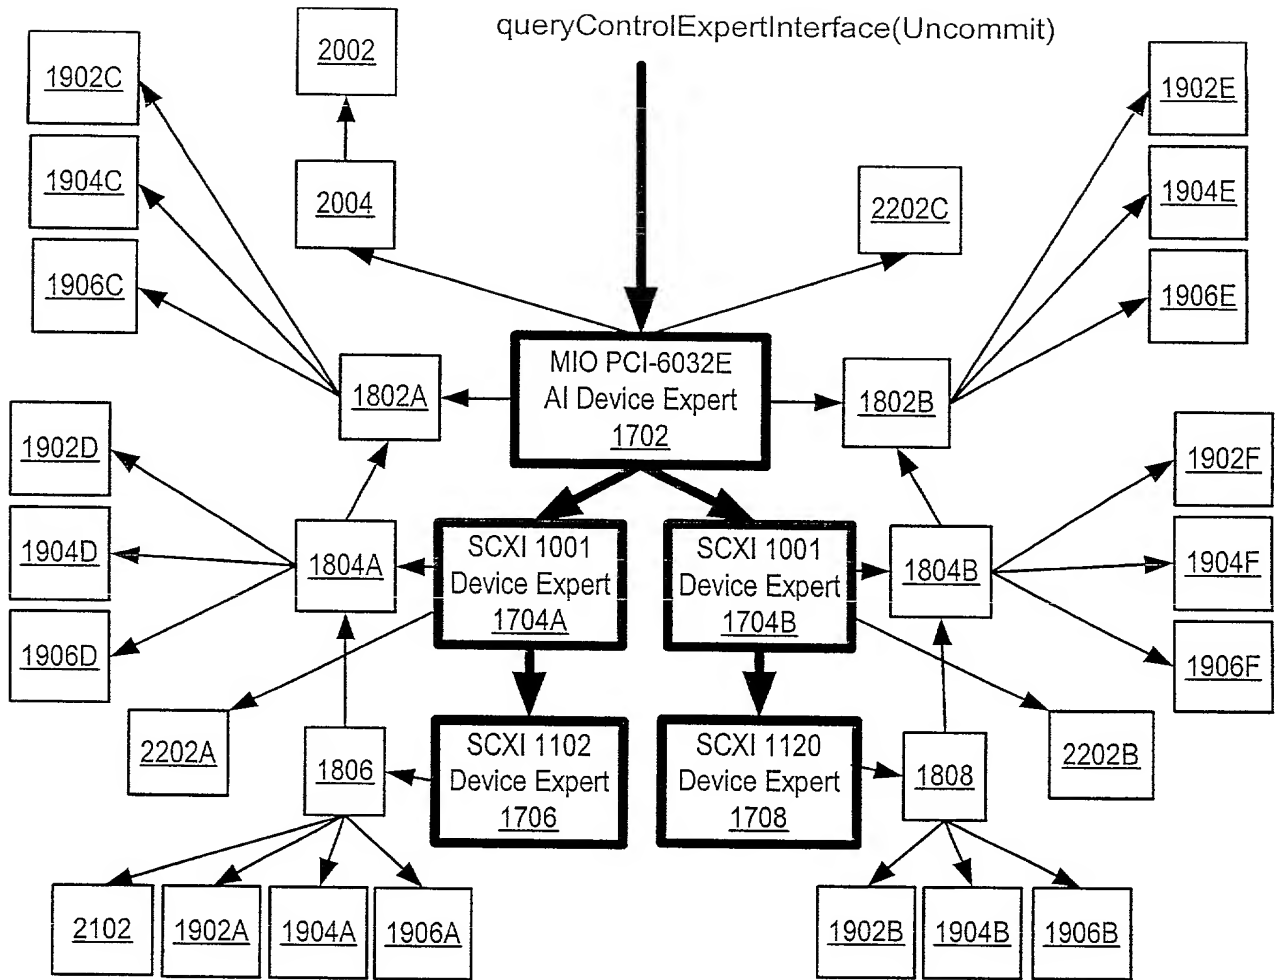 queryControlExpertInterface(Uncommit)
2002
1902C
1902E
1904C
2004
2202C
1904E
1906C
1906E
MIO PCI-6032E
AI Device Expert
1702
1802A
1802B
1902D
1902F
1904D
1804A
SCXI 1001
Device Expert
1704A
SCXI 1001
Device Expert
1704B
1804B
1904F
1906D
1906F
2202A
1806
SCXI 1102
Device Expert
1706
SCXI 1120
Device Expert
1708
1808
2202B
2102
1902A
1904A
1906A
1902B
1904B
1906B